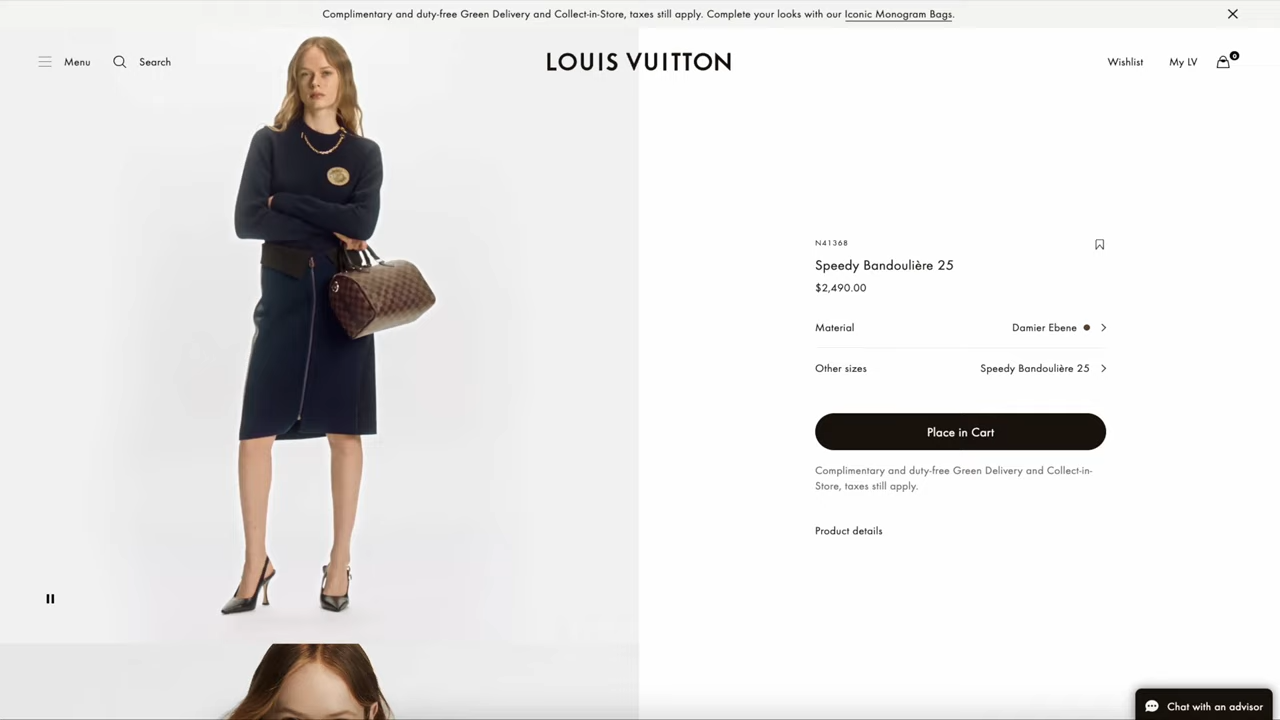 Complimentary and duty-free Green Delivery and Collect-in-Store, taxes still apply. Complete your looks with our Iconic Monogram Bags.
Menu
Search
LOUIS VUITTON
Wishlist
My LV
0
N41368
Speedy Bandoulière 25
$2,490.00
Material
Damier Ebene
Other sizes
Speedy Bandoulière 25
Place in Cart
Complimentary and duty-free Green Delivery and Collect-in-
Store, taxes still apply.
Product details
Chat with an advisor